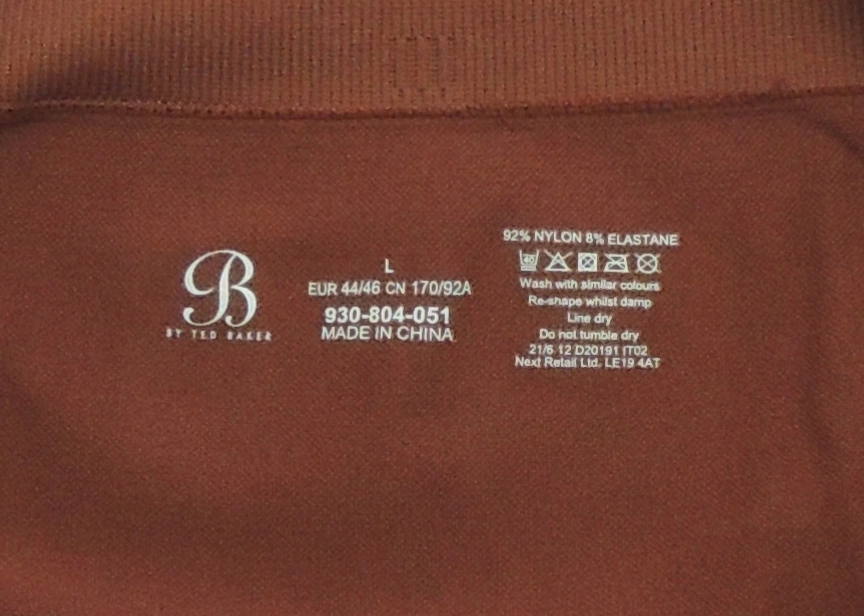 B
BY TED BAKER
L
EUR 44/46 CN 170/92A
930-804-051
MADE IN CHINA
92% NYLON 8% ELASTANE
40
Wash with similar colours
Re-shape whilst damp
Line dry
Do not tumble dry
21/6 12 D20191 IT02
Next Retail Ltd. LE19 4AT